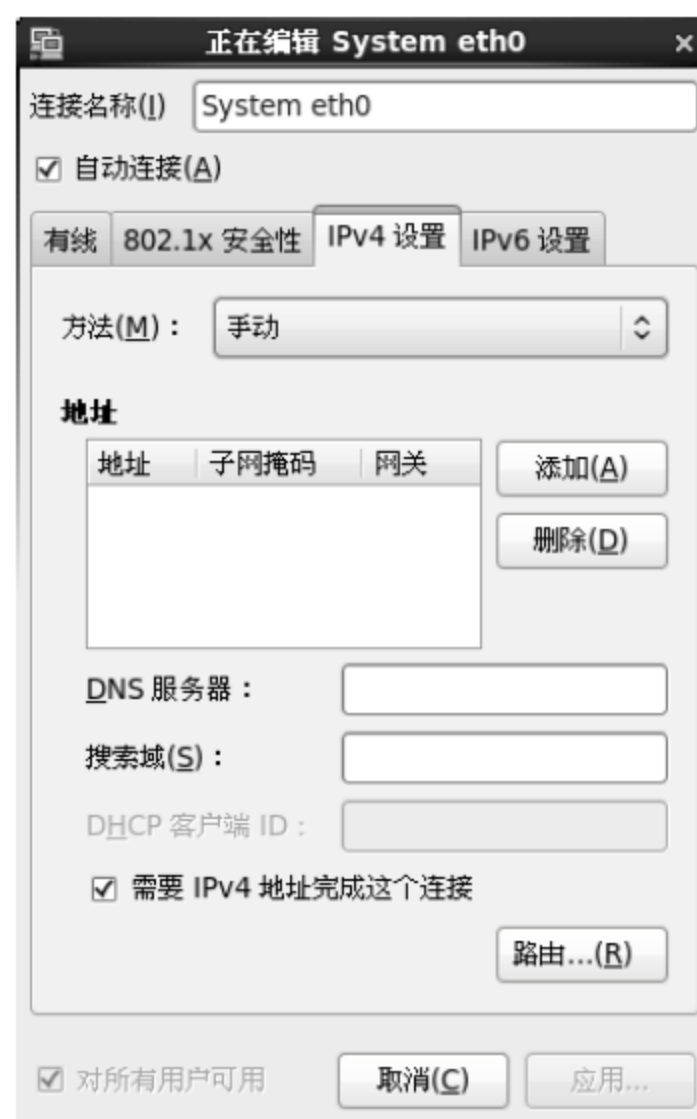 正在编辑 System eth0
连接名称(I) System eth0
自动连接(A)
有线 802.1x 安全性 IPv4 设置 IPv6 设置
方法(M)： 手动
地址
地址 子网掩码 网关
添加(A)
删除(D)
DNS 服务器：
搜索域(S)：
DHCP 客户端 ID：
需要 IPv4 地址完成这个连接
路由...(R)
对所有用户可用 取消(C) 应用...